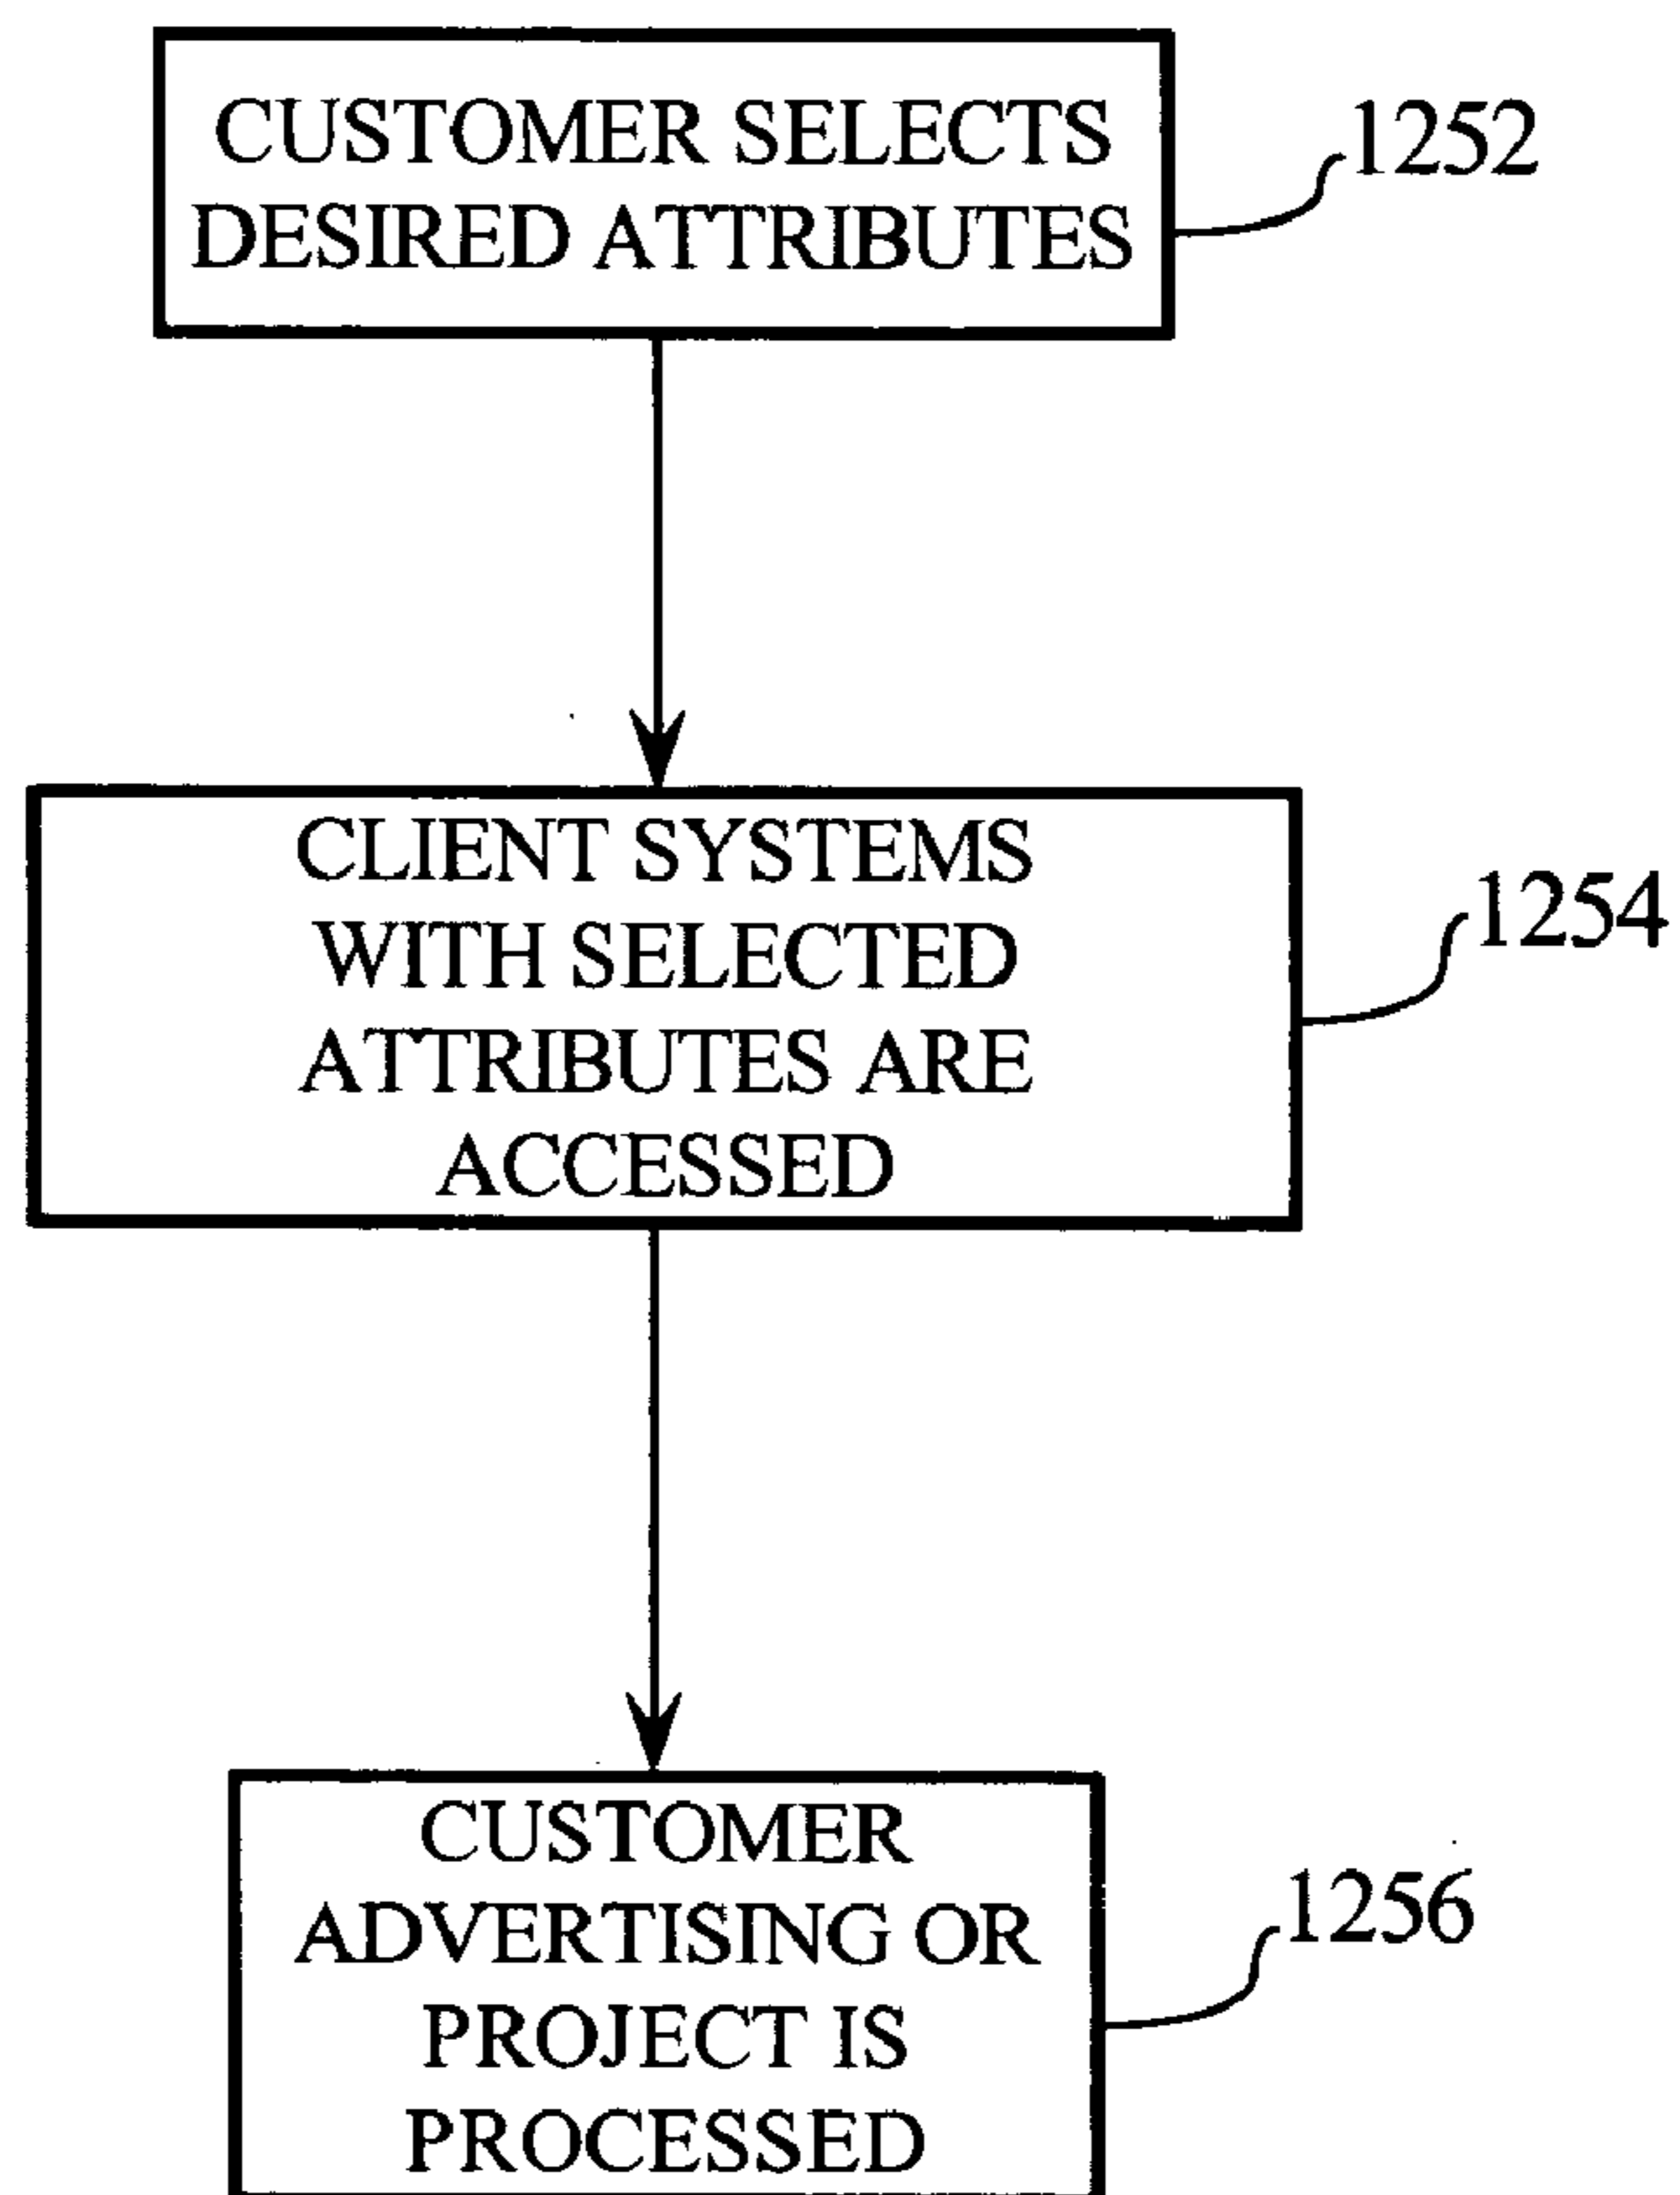 CUSTOMER SELECTS
DESIRED ATTRIBUTES
1252
CLIENT SYSTEMS
WITH SELECTED
ATTRIBUTES ARE
ACCESSED
1254
CUSTOMER
ADVERTISING OR
PROJECT IS
PROCESSED
1256